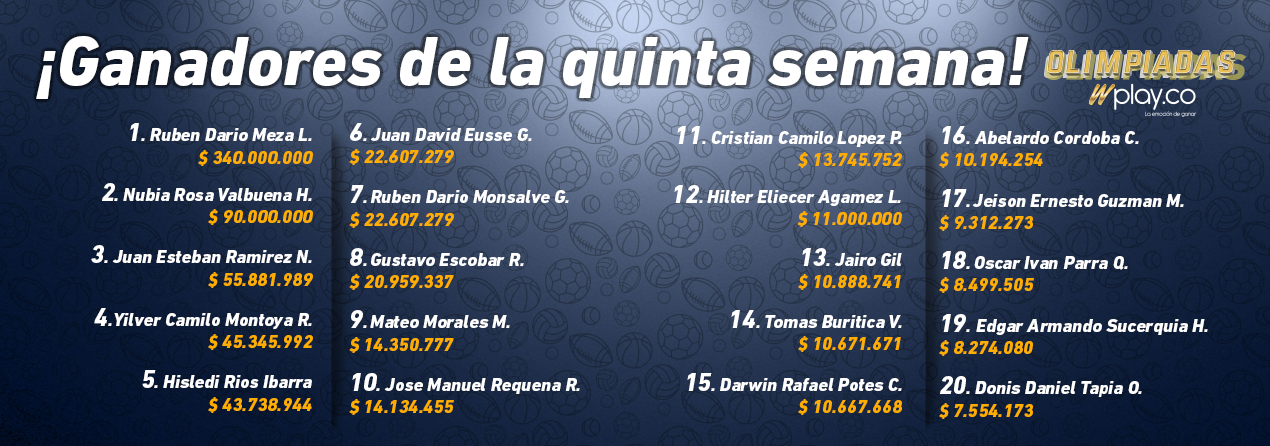 ¡Ganadores de la quinta semana!
OLIMPIADAS
Wplay.co
La emoción de ganar
1. Ruben Dario Meza L.
$ 340.000.000
2. Nubia Rosa Valbuena H.
$ 90.000.000
3. Juan Esteban Ramirez N.
$ 55.881.989
4.Yilver Camilo Montoya R.
$ 45.345.992
5. Hisledi Rios Ibarra
$ 43.738.944
6. Juan David Eusse G.
$ 22.607.279
7. Ruben Dario Monsalve G.
$ 22.607.279
8. Gustavo Escobar R.
$ 20.959.337
9. Mateo Morales M.
$ 14.350.777
10. Jose Manuel Requena R.
$ 14.134.455
11. Cristian Camilo Lopez P.
$ 13.745.752
12. Hilter Eliecer Agamez L.
$ 11.000.000
13. Jairo Gil
$ 10.888.741
14. Tomas Buritica V.
$ 10.671.671
15. Darwin Rafael Potes C.
$ 10.667.668
16. Abelardo Cordoba C.
$ 10.194.254
17. Jeison Ernesto Guzman M.
$ 9.312.273
18. Oscar Ivan Parra Q.
$ 8.499.505
19. Edgar Armando Sucerquia H.
$ 8.274.080
20. Donis Daniel Tapia O.
$ 7.554.173